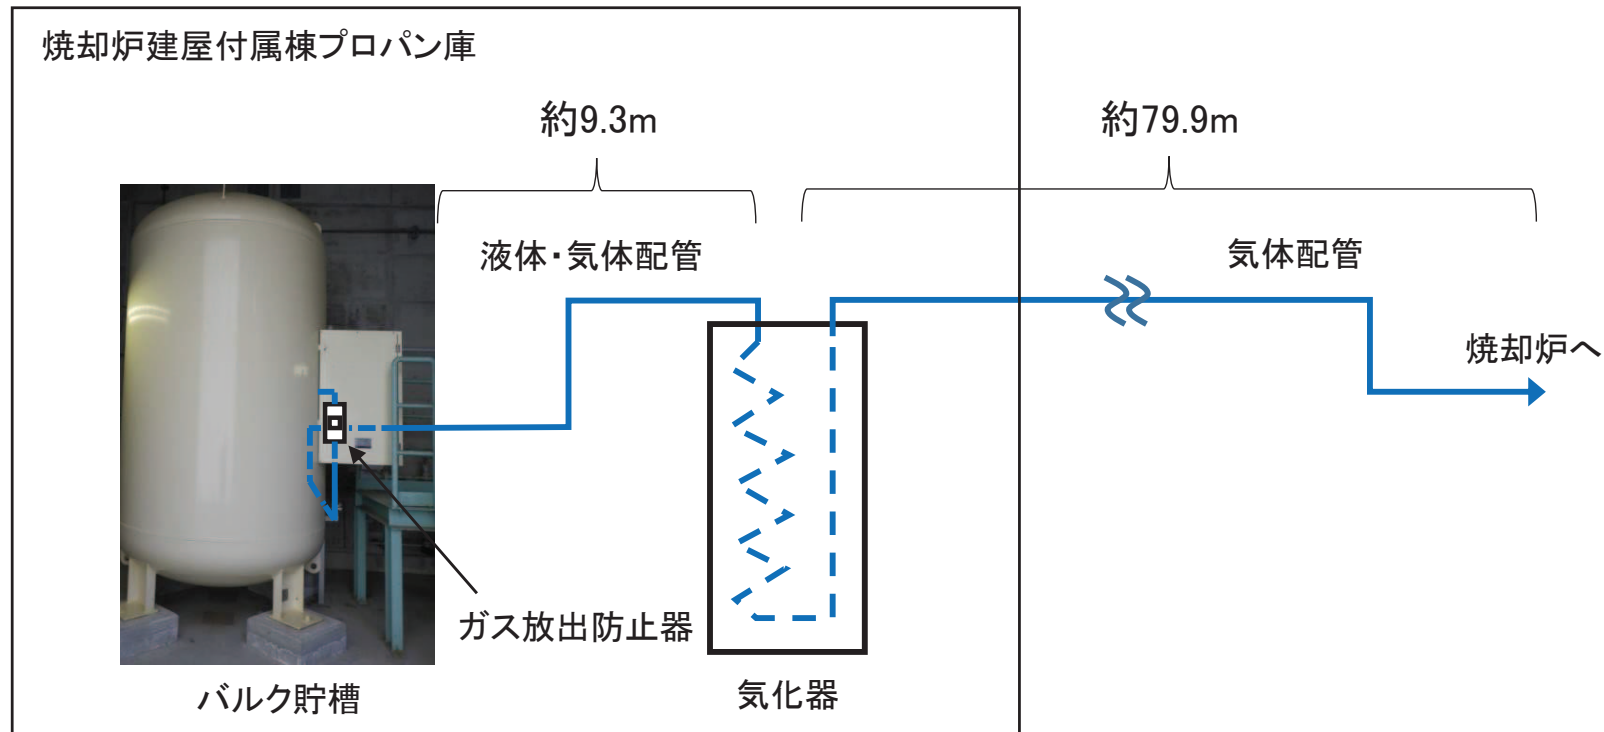 焼却炉建屋付属棟プロパン庫
約9.3m
約79.9m
液体・気体配管
気体配管
焼却炉へ
ガス放出防止器
バルク貯槽
気化器